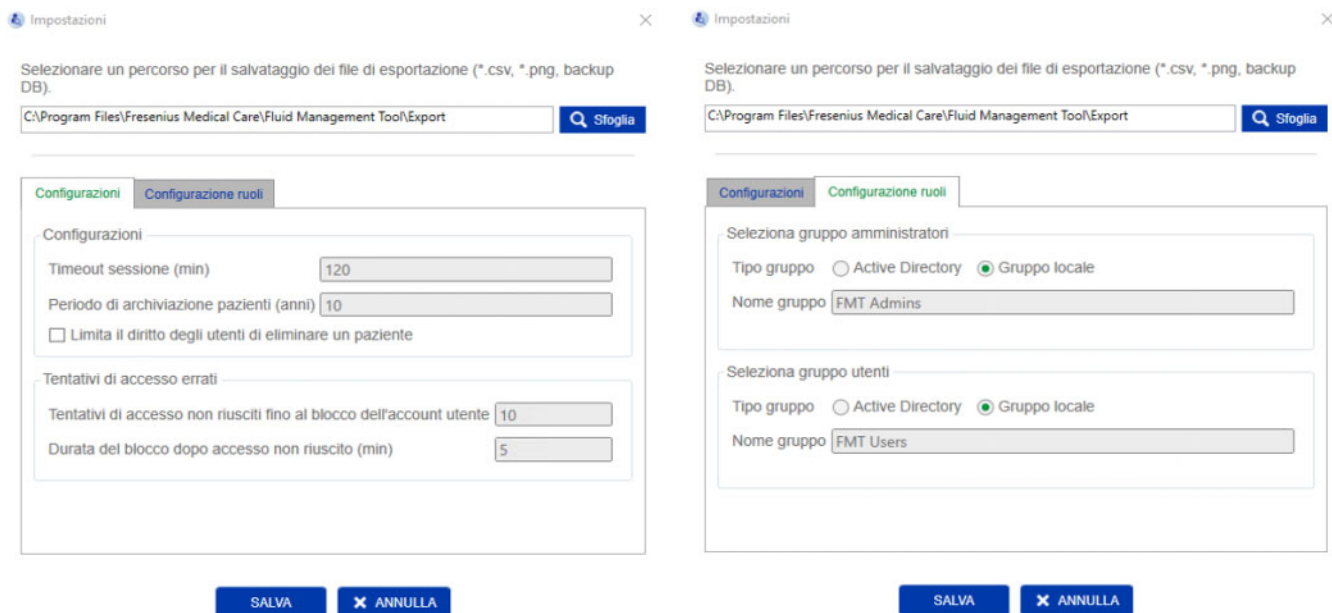 Impostazioni
Selezionare un percorso per il salvataggio dei file di esportazione (*.csv, *.png, backup
DB).
C:\Program Files\Fresenius Medical Care\Fluid Management Tool\Export
Sfoglia
Configurazioni
Configurazione ruoli
Configurazioni
Timeout sessione (min)
120
Periodo di archiviazione pazienti (anni)
10
Limita il diritto degli utenti di eliminare un paziente
Tentativi di accesso errati
Tentativi di accesso non riusciti fino al blocco dell'account utente
10
Durata del blocco dopo accesso non riuscito (min)
5
SALVA
ANNULLA
Impostazioni
Selezionare un percorso per il salvataggio dei file di esportazione (*.csv, *.png, backup
DB).
C:\Program Files\Fresenius Medical Care\Fluid Management Tool\Export
Sfoglia
Configurazioni
Configurazione ruoli
Seleziona gruppo amministratori
Tipo gruppo
Active Directory
Gruppo locale
Nome gruppo
FMT Admins
Seleziona gruppo utenti
Tipo gruppo
Active Directory
Gruppo locale
Nome gruppo
FMT Users
SALVA
ANNULLA